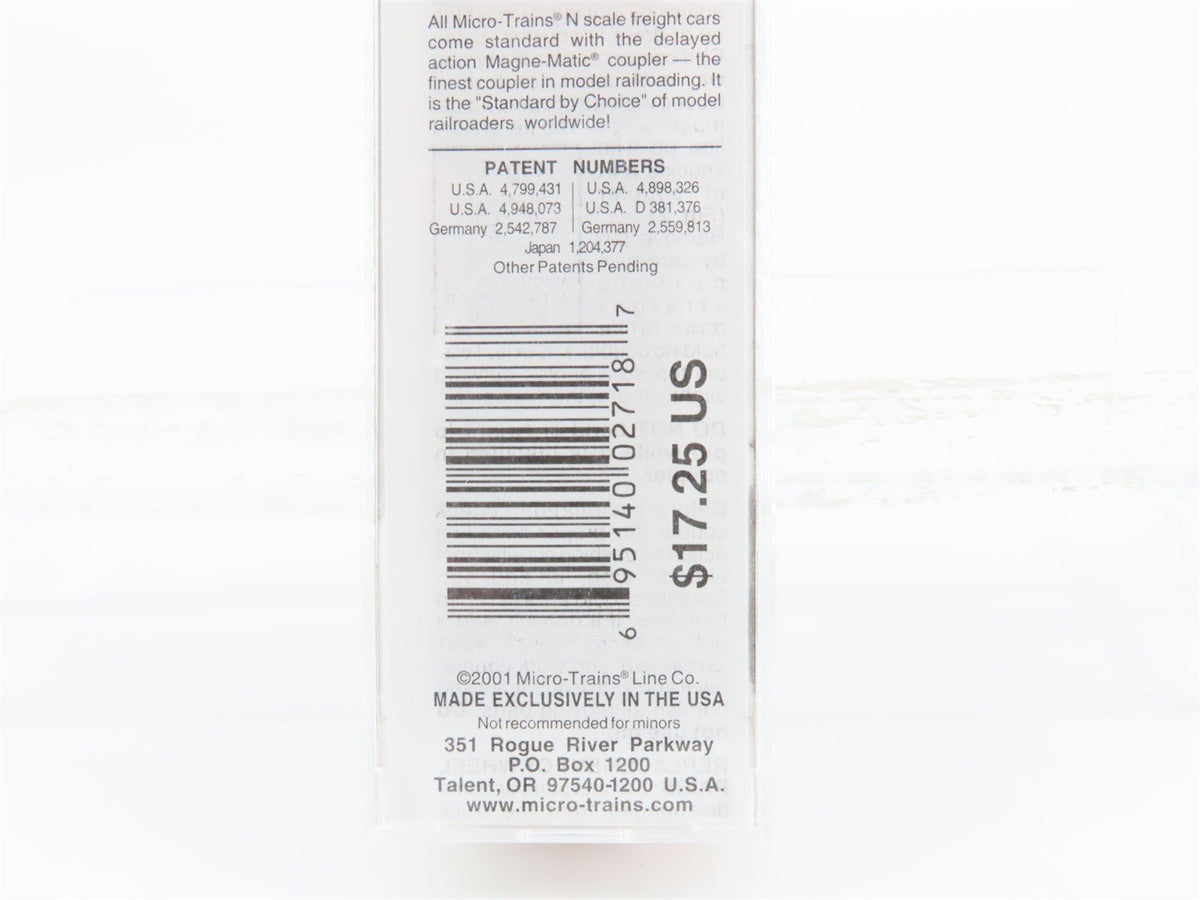 All Micro-Trains® N scale freight cars
come standard with the delayed
action Magne-Matic® coupler — the
finest coupler in model railroading. It
is the "Standard by Choice" of model
railroaders worldwide!
PATENT NUMBERS
U.S.A. 4,799,431 | U.S.A. 4,898,326
U.S.A. 4,948,073 | U.S.A. D 381,376
Germany 2,542,787 | Germany 2,559,813
Japan 1,204,377
Other Patents Pending
6 95140 02718 7
$17.25 US
©2001 Micro-Trains® Line Co.
MADE EXCLUSIVELY IN THE USA
Not recommended for minors
351 Rogue River Parkway
P.O. Box 1200
Talent, OR 97540-1200 U.S.A.
www.micro-trains.com